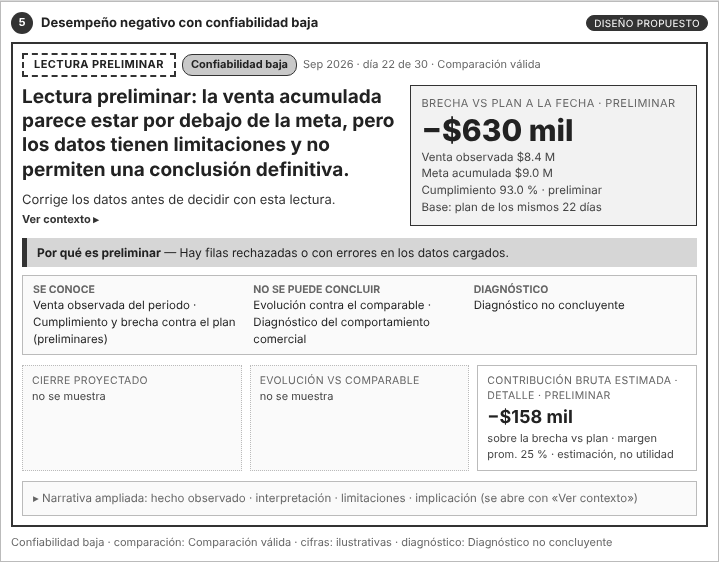 5 Desempeño negativo con confiabilidad baja
DISEÑO PROPUESTO
LECTURA PRELIMINAR
Confiabilidad baja
Sep 2026 · día 22 de 30 · Comparación válida
Lectura preliminar: la venta acumulada
parece estar por debajo de la meta, pero
los datos tienen limitaciones y no
permiten una conclusión definitiva.
Corrige los datos antes de decidir con esta lectura.
Ver contexto ▸
BRECHA VS PLAN A LA FECHA · PRELIMINAR
−$630 mil
Venta observada $8.4 M
Meta acumulada $9.0 M
Cumplimiento 93.0 % · preliminar
Base: plan de los mismos 22 días
Por qué es preliminar — Hay filas rechazadas o con errores en los datos cargados.
SE CONOCE
Venta observada del periodo ·
Cumplimiento y brecha contra el plan
(preliminares)
NO SE PUEDE CONCLUIR
Evolución contra el comparable ·
Diagnóstico del comportamiento
comercial
DIAGNÓSTICO
Diagnóstico no concluyente
CIERRE PROYECTADO
no se muestra
EVOLUCIÓN VS COMPARABLE
no se muestra
CONTRIBUCIÓN BRUTA ESTIMADA ·
DETALLE · PRELIMINAR
−$158 mil
sobre la brecha vs plan · margen
prom. 25 % · estimación, no utilidad
▸ Narrativa ampliada: hecho observado · interpretación · limitaciones · implicación (se abre con «Ver contexto»)
Confiabilidad baja · comparación: Comparación válida · cifras: ilustrativas · diagnóstico: Diagnóstico no concluyente